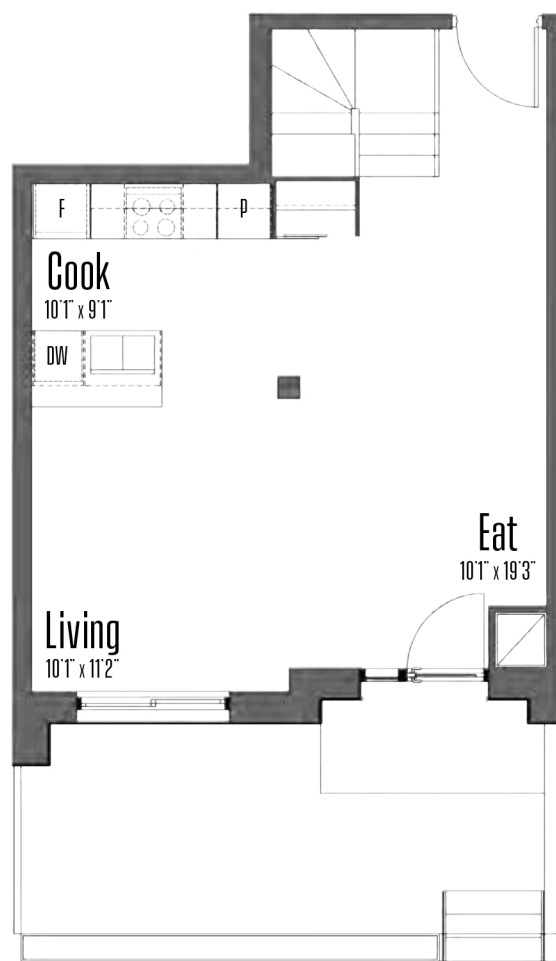 F
P
Cook
10'1" x 9'1"
DW
Eat
10'1" x 19'3"
Living
10'1" x 11'2"